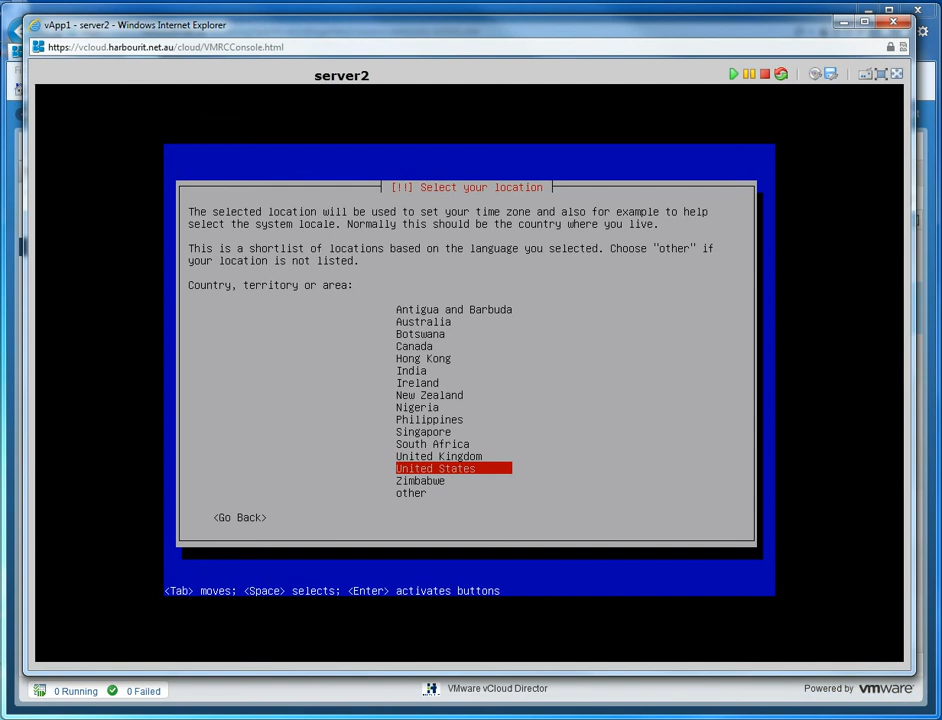 vApp1 - server2 - Windows Internet Explorer
https://vcloud.harbourit.net.au/cloud/VMRCConsole.html
server2
[!!] Select your location
The selected location will be used to set your time zone and also for example to help
select the system locale. Normally this should be the country where you live.
This is a shortlist of locations based on the language you selected. Choose "other" if
your location is not listed.
Country, territory or area:
Antigua and Barbuda
Australia
Botswana
Canada
Hong Kong
India
Ireland
New Zealand
Nigeria
Philippines
Singapore
South Africa
United Kingdom
United States
Zimbabwe
other
<Go Back>
<Tab> moves; <Space> selects; <Enter> activates buttons
0 Running 0 Failed
VMware vCloud Director
Powered by vmware